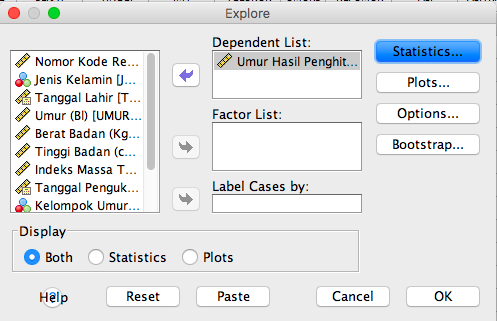 Explore
Dependent List:
Umur Hasil Penghit...
Nomor Kode Re...
Jenis Kelamin [J...
Tanggal Lahir [T...
Umur (Bl) [UMUR...
Berat Badan (Kg...
Tinggi Badan (c...
Indeks Massa T...
Tanggal Penguk...
Kelompok Umur...
Factor List:
Label Cases by:
Statistics...
Plots...
Options...
Bootstrap...
Display
Both
Statistics
Plots
Help
Reset
Paste
Cancel
OK